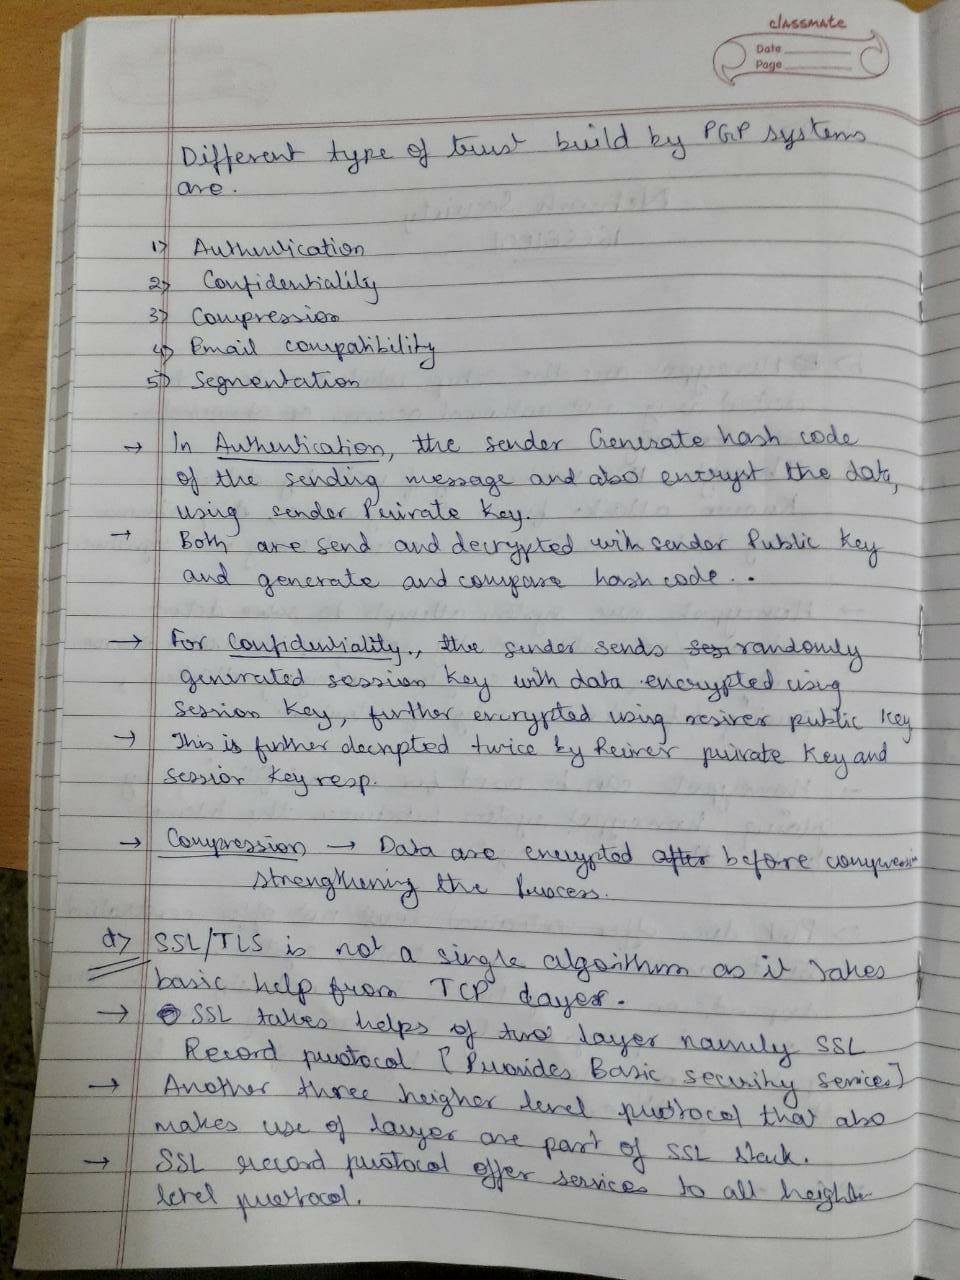 classmate
Date
Page
Different type of trust build by PGP systems
are.
1) Authentication
2) Confidentiality
3) Compression
4) Email compatibility
5) Segmentation
→ In Authentication, the sender Generate hash code
of the sending message and also entryst the data,
using sender Private Key.
→ Both are send and decrypted with sender Public Key
and generate and compare hash code...
→ For Confidentiality., the sender sends randomly
generated session Key with data encrypted using
session Key, further encrypted using resiver public Key
→ This is further decrypted twice by Reiver private Key and
session Key resp.
→ Compression → Data are encrypted after before compression
strengthening the Process.
d) SSL/TLS is not a single algorithm as it takes
basic help from TCP Layer.
→ SSL takes helps of two layer namely SSL
Record protocol [Provides Basic security services]
→ Another three heigher level protocol that also
makes use of layer are part of SSL Stack.
→ SSL record protocol offer services to all heigher
level protocol.